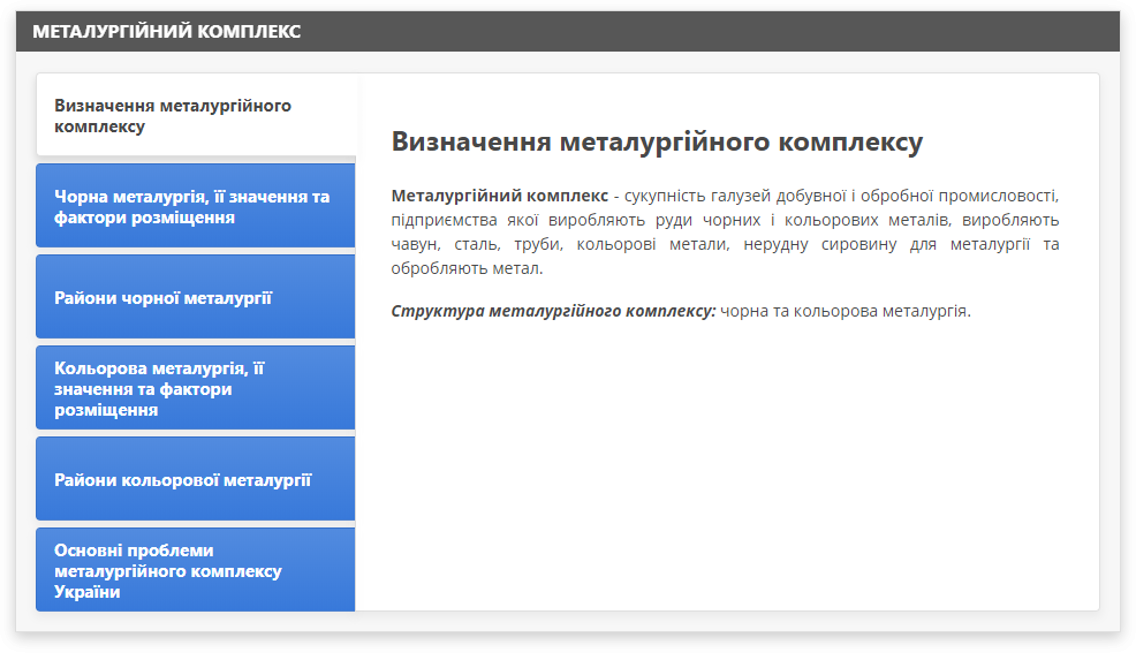 МЕТАЛУРГІЙНИЙ КОМПЛЕКС
Визначення металургійного
комплексу
Чорна металургія, її значення та
фактори розміщення
Райони чорної металургії
Кольорова металургія, її
значення та фактори
розміщення
Райони кольорової металургії
Основні проблеми
металургійного комплексу
України
Визначення металургійного комплексу
Металургійний комплекс - сукупність галузей добувної і обробної промисловості,
підприємства якої виробляють руди чорних і кольорових металів, виробляють
чавун, сталь, труби, кольорові метали, нерудну сировину для металургії та
обробляють метал.
Структура металургійного комплексу: чорна та кольорова металургія.